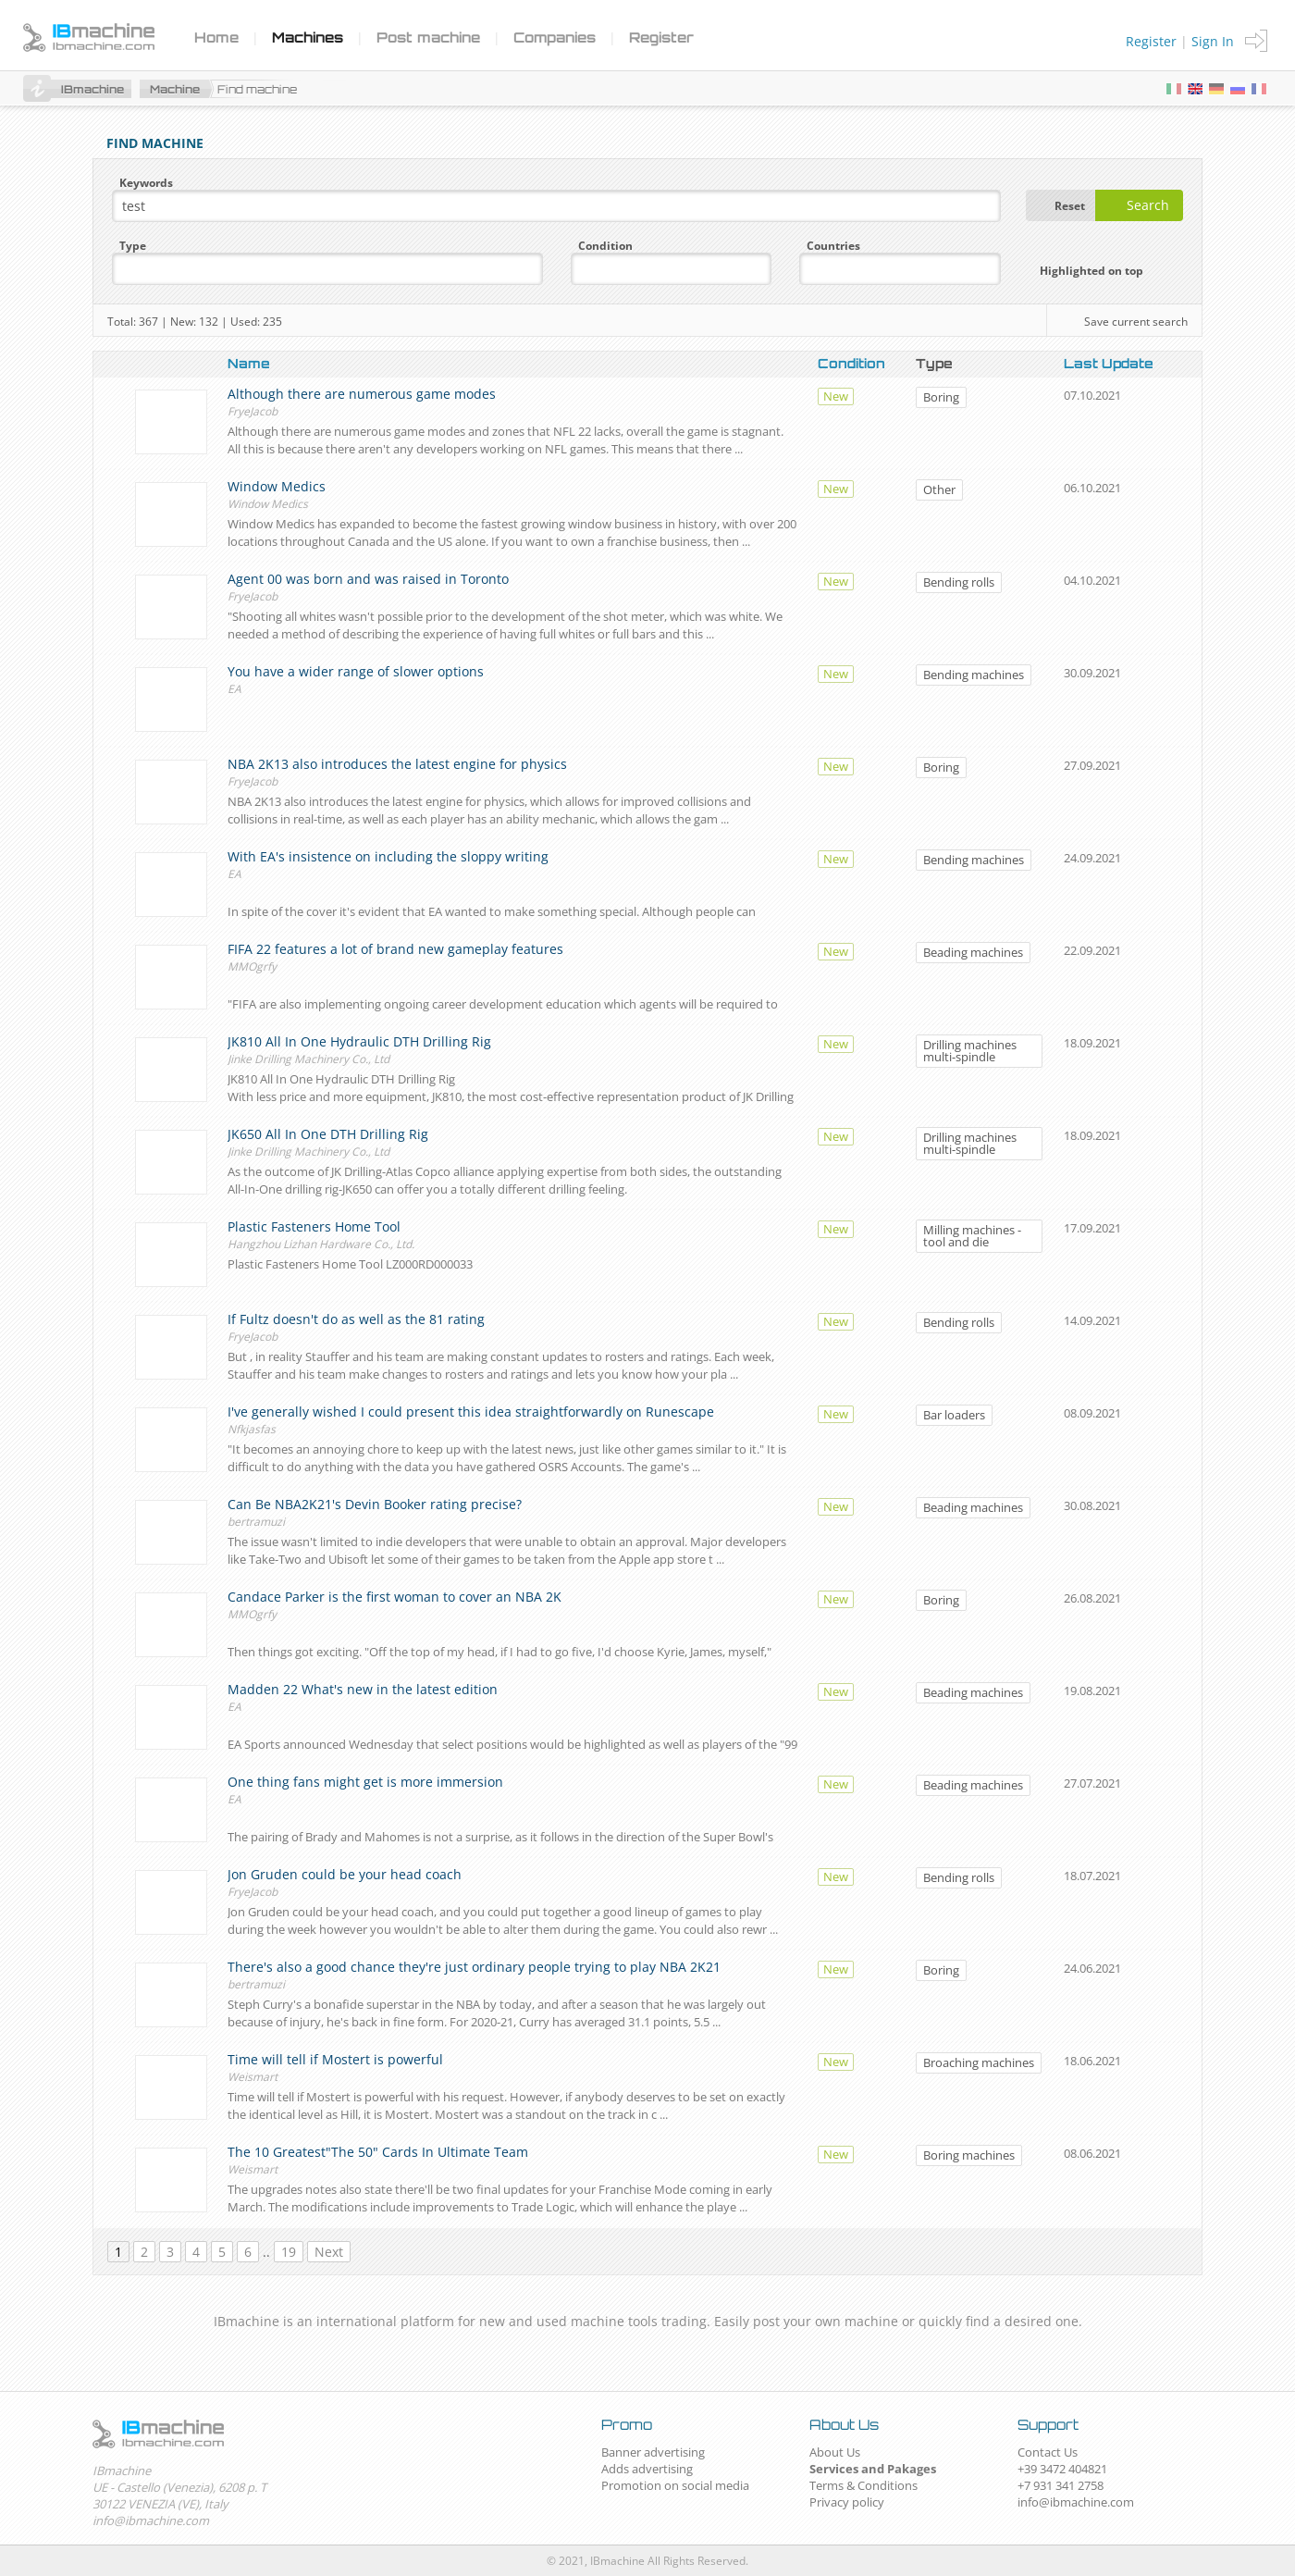 IBmachine
ibmachine.com
Home | Machines | Post machine | Companies | Register
Register | Sign In
IBmachine
Machine
Find machine
FIND MACHINE
Keywords
test
Reset
Search
Type
Condition
Countries
Highlighted on top
Total: 367 | New: 132 | Used: 235
Save current search
Name
Condition
Type
Last Update
Although there are numerous game modes
New
Boring
07.10.2021
FryeJacob
Although there are numerous game modes and zones that NFL 22 lacks, overall the game is stagnant.
All this is because there aren't any developers working on NFL games. This means that there ...
Window Medics
New
Other
06.10.2021
Window Medics
Window Medics has expanded to become the fastest growing window business in history, with over 200
locations throughout Canada and the US alone. If you want to own a franchise business, then ...
Agent 00 was born and was raised in Toronto
New
Bending rolls
04.10.2021
FryeJacob
"Shooting all whites wasn't possible prior to the development of the shot meter, which was white. We
needed a method of describing the experience of having full whites or full bars and this ...
You have a wider range of slower options
New
Bending machines
30.09.2021
EA
NBA 2K13 also introduces the latest engine for physics
New
Boring
27.09.2021
FryeJacob
NBA 2K13 also introduces the latest engine for physics, which allows for improved collisions and
collisions in real-time, as well as each player has an ability mechanic, which allows the gam ...
With EA's insistence on including the sloppy writing
New
Bending machines
24.09.2021
EA
In spite of the cover it's evident that EA wanted to make something special. Although people can
FIFA 22 features a lot of brand new gameplay features
New
Beading machines
22.09.2021
MMOgrfy
"FIFA are also implementing ongoing career development education which agents will be required to
JK810 All In One Hydraulic DTH Drilling Rig
New
Drilling machines
multi-spindle
18.09.2021
Jinke Drilling Machinery Co., Ltd
JK810 All In One Hydraulic DTH Drilling Rig
With less price and more equipment, JK810, the most cost-effective representation product of JK Drilling
JK650 All In One DTH Drilling Rig
New
Drilling machines
multi-spindle
18.09.2021
Jinke Drilling Machinery Co., Ltd
As the outcome of JK Drilling-Atlas Copco alliance applying expertise from both sides, the outstanding
All-In-One drilling rig-JK650 can offer you a totally different drilling feeling.
Plastic Fasteners Home Tool
New
Milling machines -
tool and die
17.09.2021
Hangzhou Lizhan Hardware Co., Ltd.
Plastic Fasteners Home Tool LZ000RD000033
If Fultz doesn't do as well as the 81 rating
New
Bending rolls
14.09.2021
FryeJacob
But , in reality Stauffer and his team are making constant updates to rosters and ratings. Each week,
Stauffer and his team make changes to rosters and ratings and lets you know how your pla ...
I've generally wished I could present this idea straightforwardly on Runescape
New
Bar loaders
08.09.2021
Nfkjasfas
"It becomes an annoying chore to keep up with the latest news, just like other games similar to it." It is
difficult to do anything with the data you have gathered OSRS Accounts. The game's ...
Can Be NBA2K21's Devin Booker rating precise?
New
Beading machines
30.08.2021
bertramuzi
The issue wasn't limited to indie developers that were unable to obtain an approval. Major developers
like Take-Two and Ubisoft let some of their games to be taken from the Apple app store t ...
Candace Parker is the first woman to cover an NBA 2K
New
Boring
26.08.2021
MMOgrfy
Then things got exciting. "Off the top of my head, if I had to go five, I'd choose Kyrie, James, myself,"
Madden 22 What's new in the latest edition
New
Beading machines
19.08.2021
EA
EA Sports announced Wednesday that select positions would be highlighted as well as players of the "99
One thing fans might get is more immersion
New
Beading machines
27.07.2021
EA
The pairing of Brady and Mahomes is not a surprise, as it follows in the direction of the Super Bowl's
Jon Gruden could be your head coach
New
Bending rolls
18.07.2021
FryeJacob
Jon Gruden could be your head coach, and you could put together a good lineup of games to play
during the week however you wouldn't be able to alter them during the game. You could also rewr ...
There's also a good chance they're just ordinary people trying to play NBA 2K21
New
Boring
24.06.2021
bertramuzi
Steph Curry's a bonafide superstar in the NBA by today, and after a season that he was largely out
because of injury, he's back in fine form. For 2020-21, Curry has averaged 31.1 points, 5.5 ...
Time will tell if Mostert is powerful
New
Broaching machines
18.06.2021
Weismart
Time will tell if Mostert is powerful with his request. However, if anybody deserves to be set on exactly
the identical level as Hill, it is Mostert. Mostert was a standout on the track in c ...
The 10 Greatest"The 50" Cards In Ultimate Team
New
Boring machines
08.06.2021
Weismart
The upgrades notes also state there'll be two final updates for your Franchise Mode coming in early
March. The modifications include improvements to Trade Logic, which will enhance the playe ...
1 2 3 4 5 6 .. 19 Next
IBmachine is an international platform for new and used machine tools trading. Easily post your own machine or quickly find a desired one.
IBmachine
ibmachine.com
IBmachine
UE - Castello (Venezia), 6208 p. T
30122 VENEZIA (VE), Italy
info@ibmachine.com
Promo
Banner advertising
Adds advertising
Promotion on social media
About Us
About Us
Services and Pakages
Terms & Conditions
Privacy policy
Support
Contact Us
+39 3472 404821
+7 931 341 2758
info@ibmachine.com
© 2021, IBmachine All Rights Reserved.